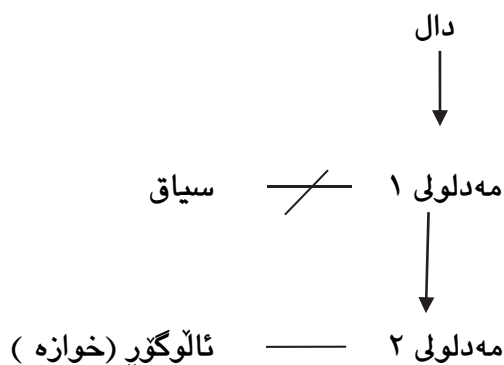 دال
مەدلولی ١ سیاق
مەدلولی ٢ ئاڵوگۆڕ (خوازە )